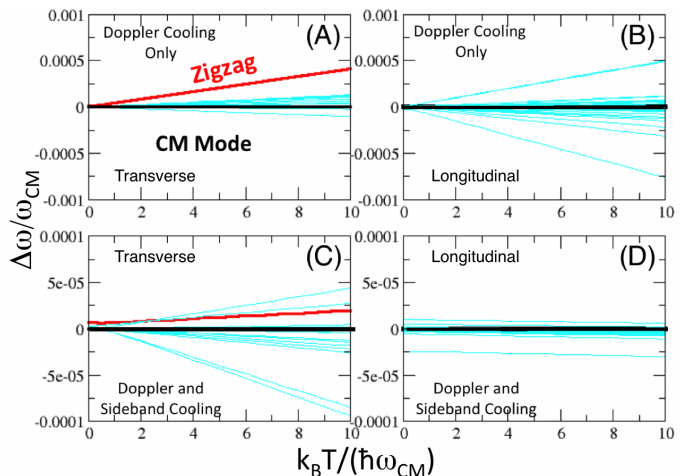 0.001
0.0005
0
-0.0005
-0.001
Doppler Cooling
Only
(A)
Zigzag
CM Mode
Transverse
0 2 4 6 8 10
0.001
0.0005
0
-0.0005
-0.001
Doppler Cooling
Only
(B)
Longitudinal
0 2 4 6 8 10
Δω/ω_CM
0.0001
5e-05
0
-5e-05
-0.0001
Transverse
(C)
Doppler and
Sideband Cooling
0 2 4 6 8 10
0.0001
5e-05
0
-5e-05
-0.0001
Longitudinal
(D)
Doppler and
Sideband Cooling
0 2 4 6 8 10
k_BT/(ħω_CM)